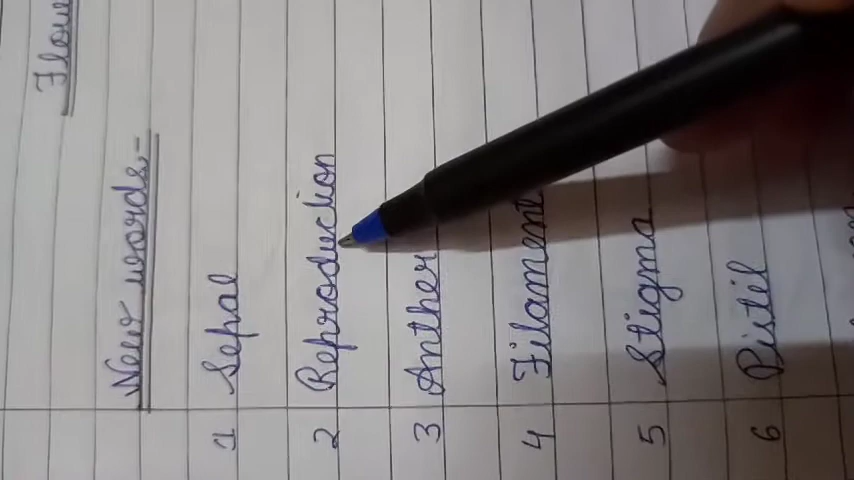 New words:-
1 Sepal
2 Reproduction
3 Anther
4 Filament
5 Stigma
6 Pistil